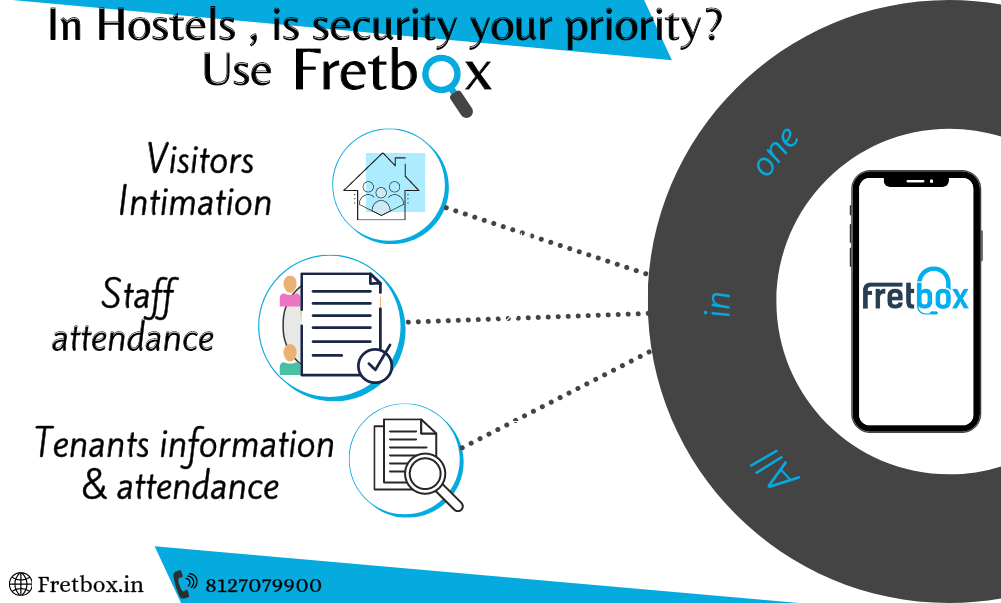 In Hostels , is security your priority?
Use Fretbox
Visitors
Intimation
Staff
attendance
Tenants information
& attendance
All
in
one
fretbox
Fretbox.in
8127079900